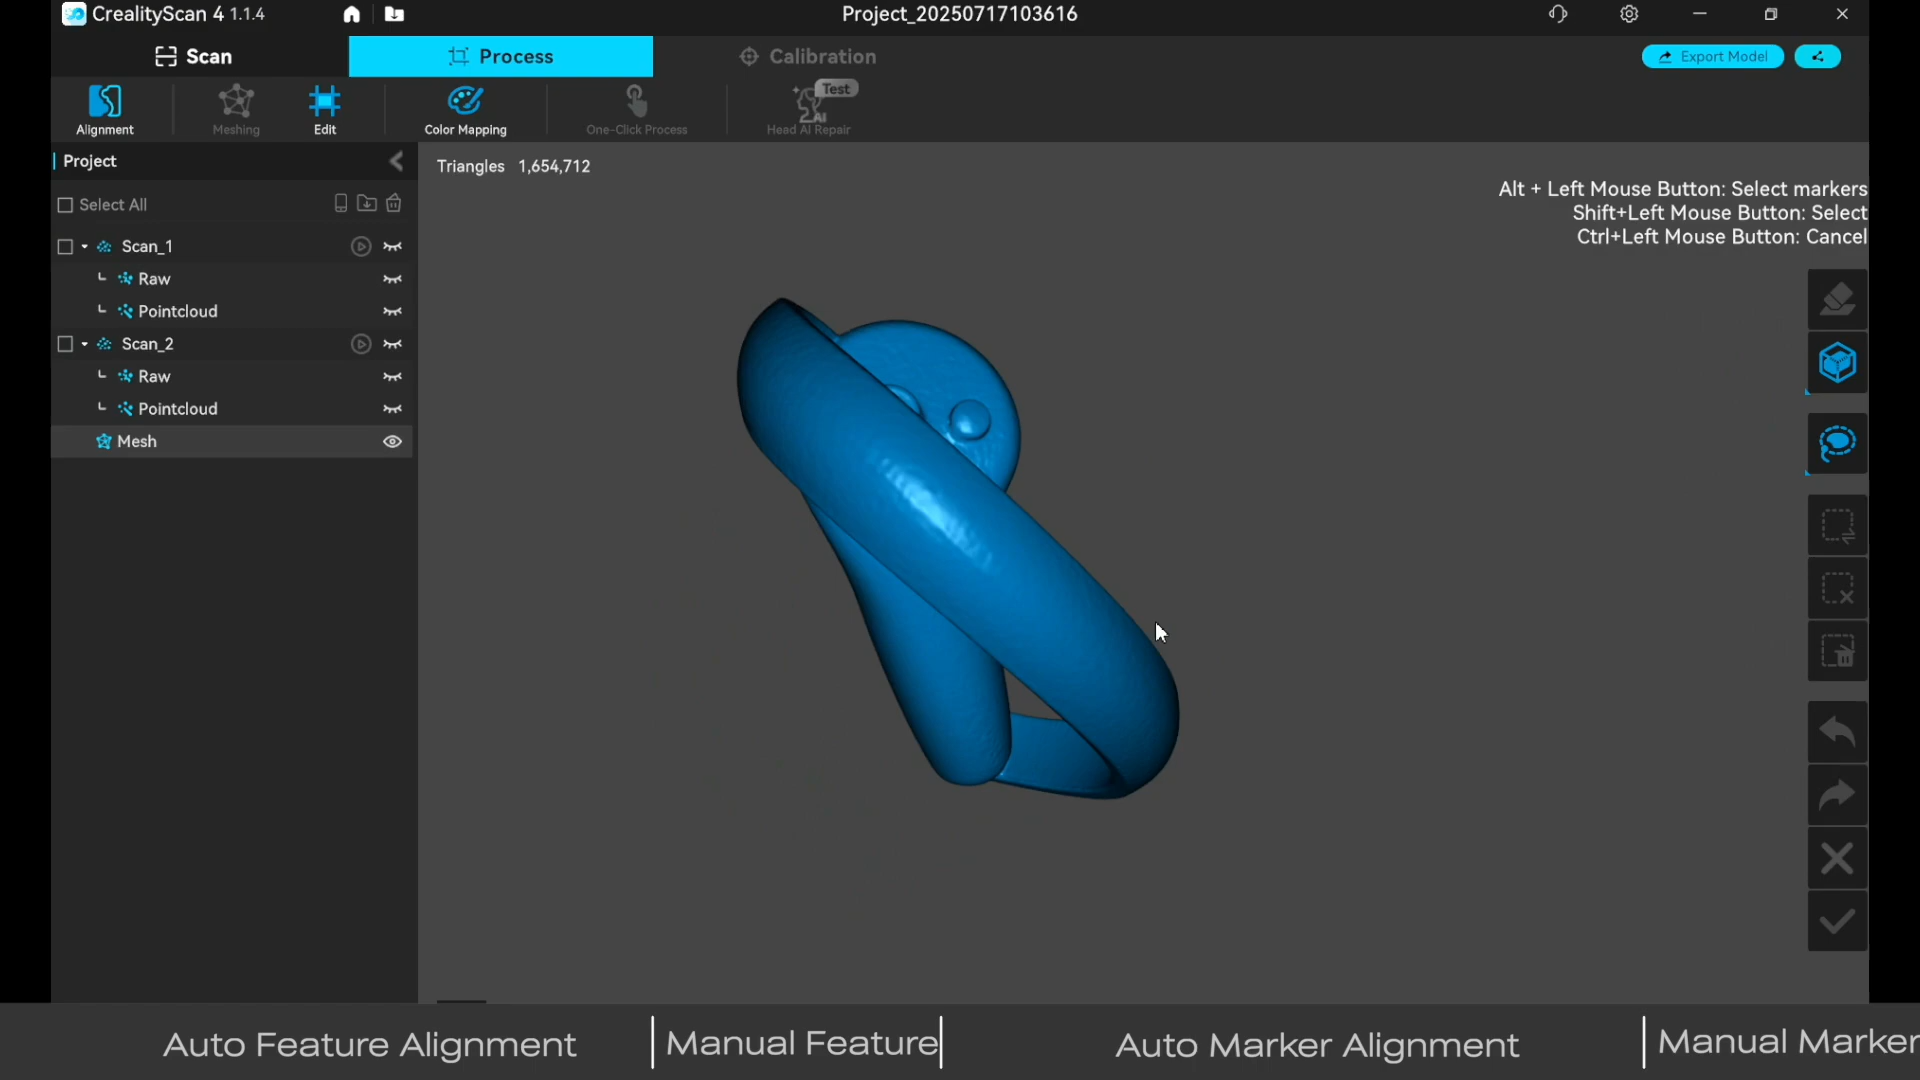 CrealityScan 4 1.1.4
Project_20250717103616
Scan
Process
Calibration
Export Model
Alignment
Meshing
Edit
Color Mapping
One-Click Process
Test
AI
Head AI Repair
Project
Select All
Scan_1
Raw
Pointcloud
Scan_2
Raw
Pointcloud
Mesh
Triangles 1,654,712
Alt + Left Mouse Button: Select markers
Shift+Left Mouse Button: Select
Ctrl+Left Mouse Button: Cancel
Auto Feature Alignment
Manual Feature
Auto Marker Alignment
Manual Marker